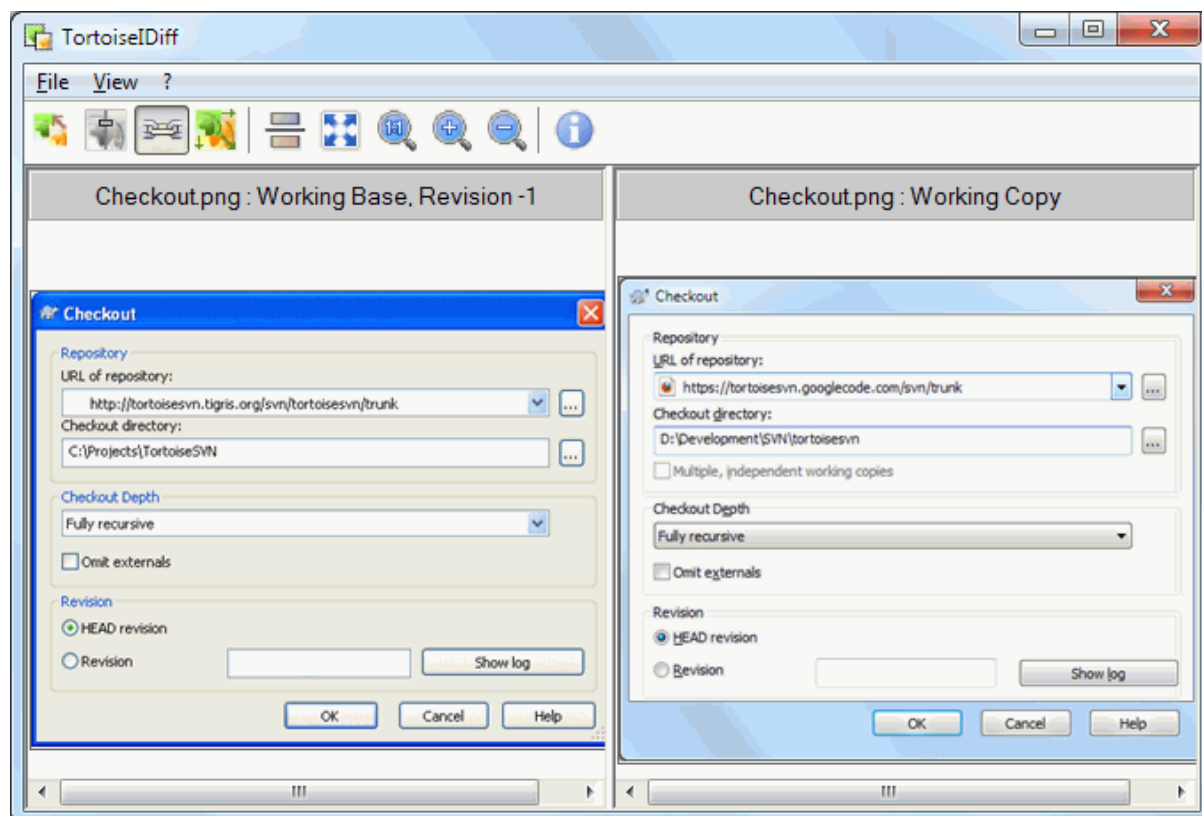 TortoiseIDiff
File View ?
1:1
Checkout.png : Working Base, Revision -1
Checkout
Repository
URL of repository:
http://tortoisesvn.tigris.org/svn/tortoisesvn/trunk
...
Checkout directory:
C:\Projects\TortoiseSVN
...
Checkout Depth
Fully recursive
Omit externals
Revision
HEAD revision
Revision
Show log
OK Cancel Help
Checkout.png : Working Copy
Checkout
Repository
URL of repository:
https://tortoisesvn.googlecode.com/svn/trunk
...
Checkout directory:
D:\Development\SVN\tortoisesvn
...
Multiple, independent working copies
Checkout Depth
Fully recursive
Omit externals
Revision
HEAD revision
Revision
Show log
OK Cancel Help